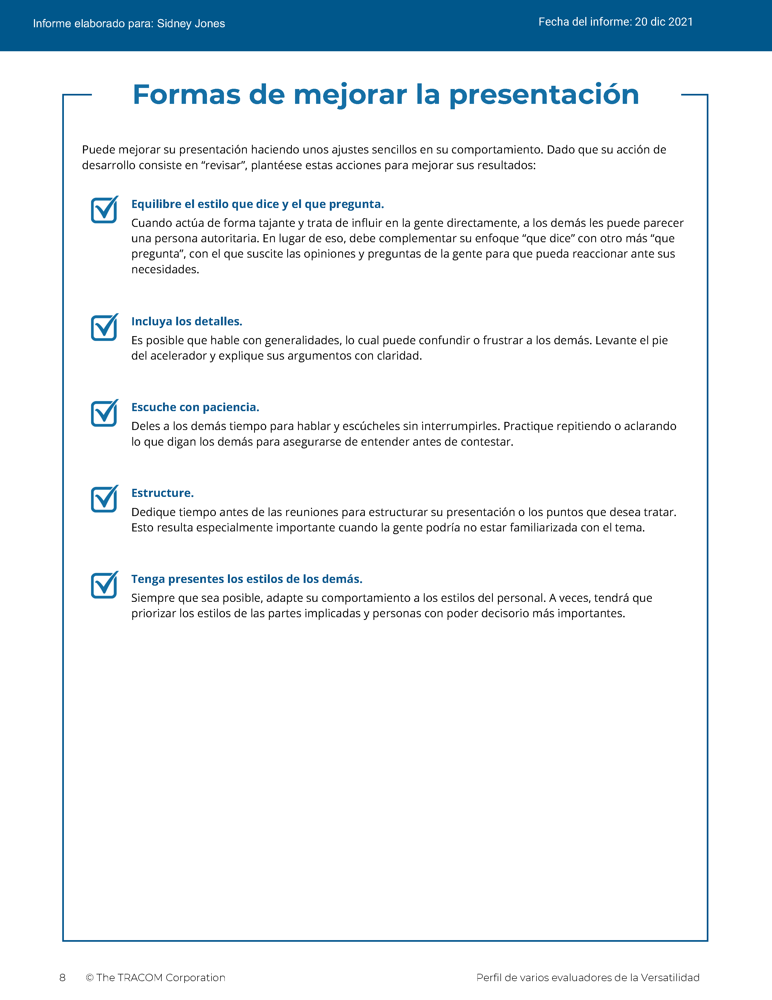 Informe elaborado para: Sidney Jones
Fecha del informe: 20 dic 2021
Formas de mejorar la presentación
Puede mejorar su presentación haciendo unos ajustes sencillos en su comportamiento. Dado que su acción de
desarrollo consiste en “revisar”, plantéese estas acciones para mejorar sus resultados:
Equilibre el estilo que dice y el que pregunta.
Cuando actúa de forma tajante y trata de influir en la gente directamente, a los demás les puede parecer
una persona autoritaria. En lugar de eso, debe complementar su enfoque “que dice” con otro más “que
pregunta”, con el que suscite las opiniones y preguntas de la gente para que pueda reaccionar ante sus
necesidades.
Incluya los detalles.
Es posible que hable con generalidades, lo cual puede confundir o frustrar a los demás. Levante el pie
del acelerador y explique sus argumentos con claridad.
Escuche con paciencia.
Deles a los demás tiempo para hablar y escúcheles sin interrumpirles. Practique repitiendo o aclarando
lo que digan los demás para asegurarse de entender antes de contestar.
Estructure.
Dedique tiempo antes de las reuniones para estructurar su presentación o los puntos que desea tratar.
Esto resulta especialmente importante cuando la gente podría no estar familiarizada con el tema.
Tenga presentes los estilos de los demás.
Siempre que sea posible, adapte su comportamiento a los estilos del personal. A veces, tendrá que
priorizar los estilos de las partes implicadas y personas con poder decisorio más importantes.
8 © The TRACOM Corporation
Perfil de varios evaluadores de la Versatilidad